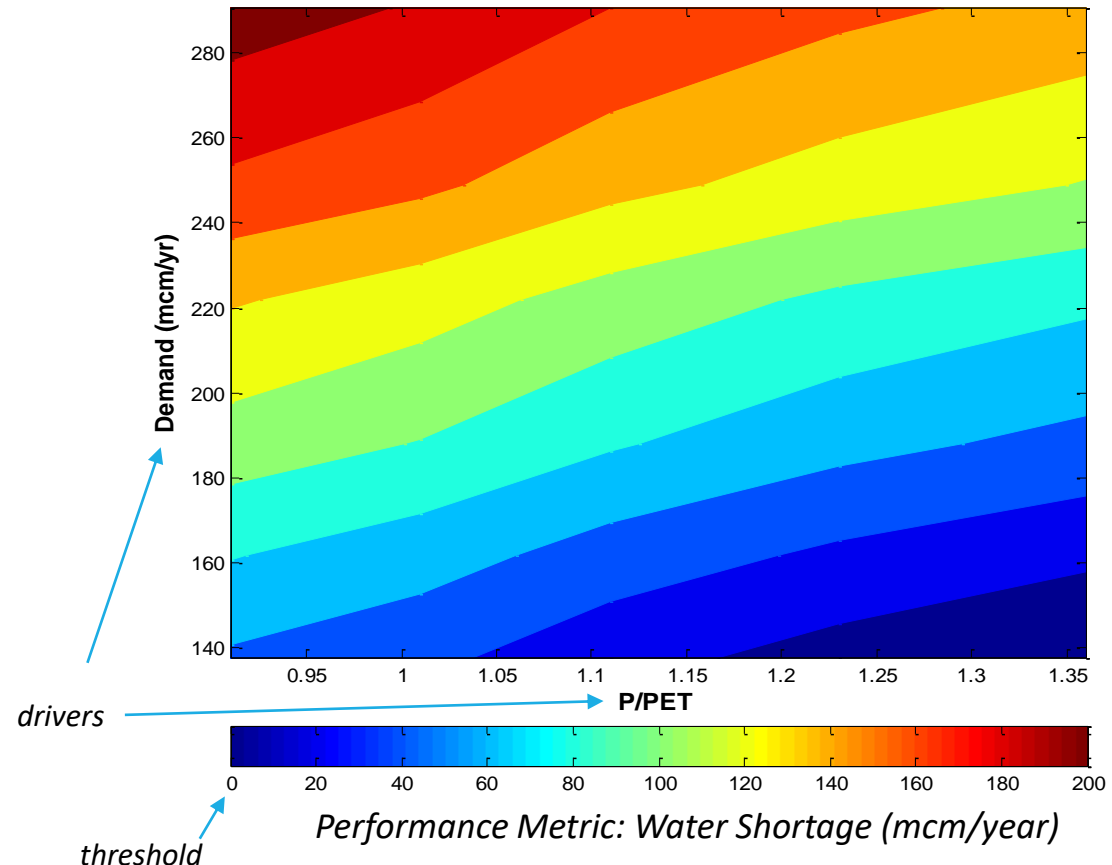 280
260
240
220
200
180
160
140
Demand (mcm/yr)
0.95 1 1.05 1.1 1.15 1.2 1.25 1.3 1.35
P/PET
drivers
0 20 40 60 80 100 120 140 160 180 200
Performance Metric: Water Shortage (mcm/year)
threshold